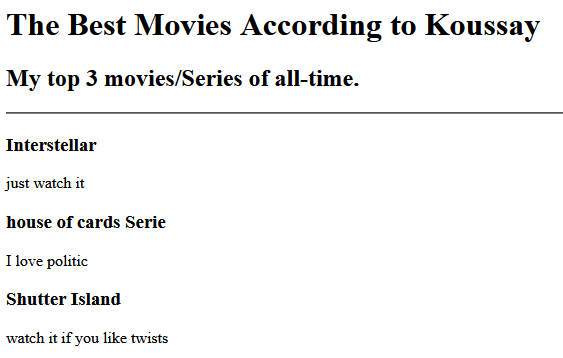 The Best Movies According to Koussay
My top 3 movies/Series of all-time.
Interstellar
just watch it
house of cards Serie
I love politic
Shutter Island
watch it if you like twists